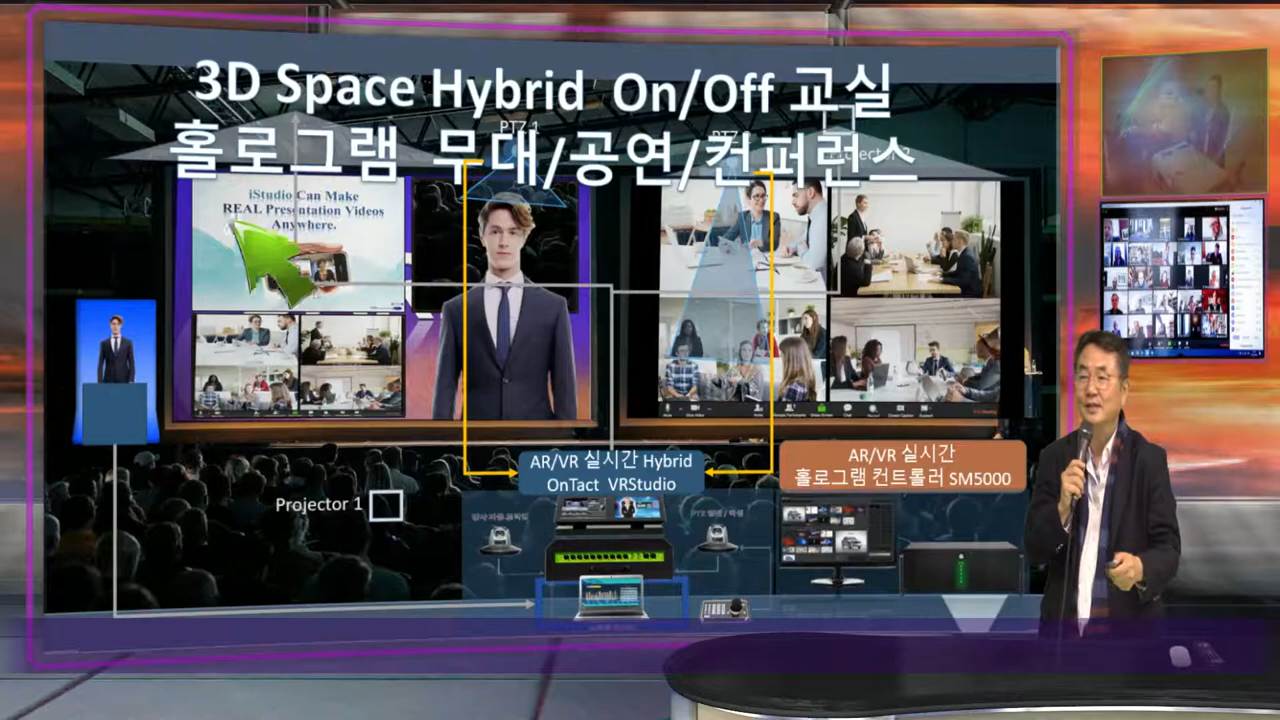 3D Space Hybrid On/Off 교실
홀로그램 무대/공연/컨퍼런스
PTZ 1
Projector 2
iStudio Can Make
REAL Presentation Videos
Anywhere.
AR/VR 실시간 Hybrid
OnTact VRStudio
AR/VR 실시간
홀로그램 컨트롤러 SM5000
Projector 1